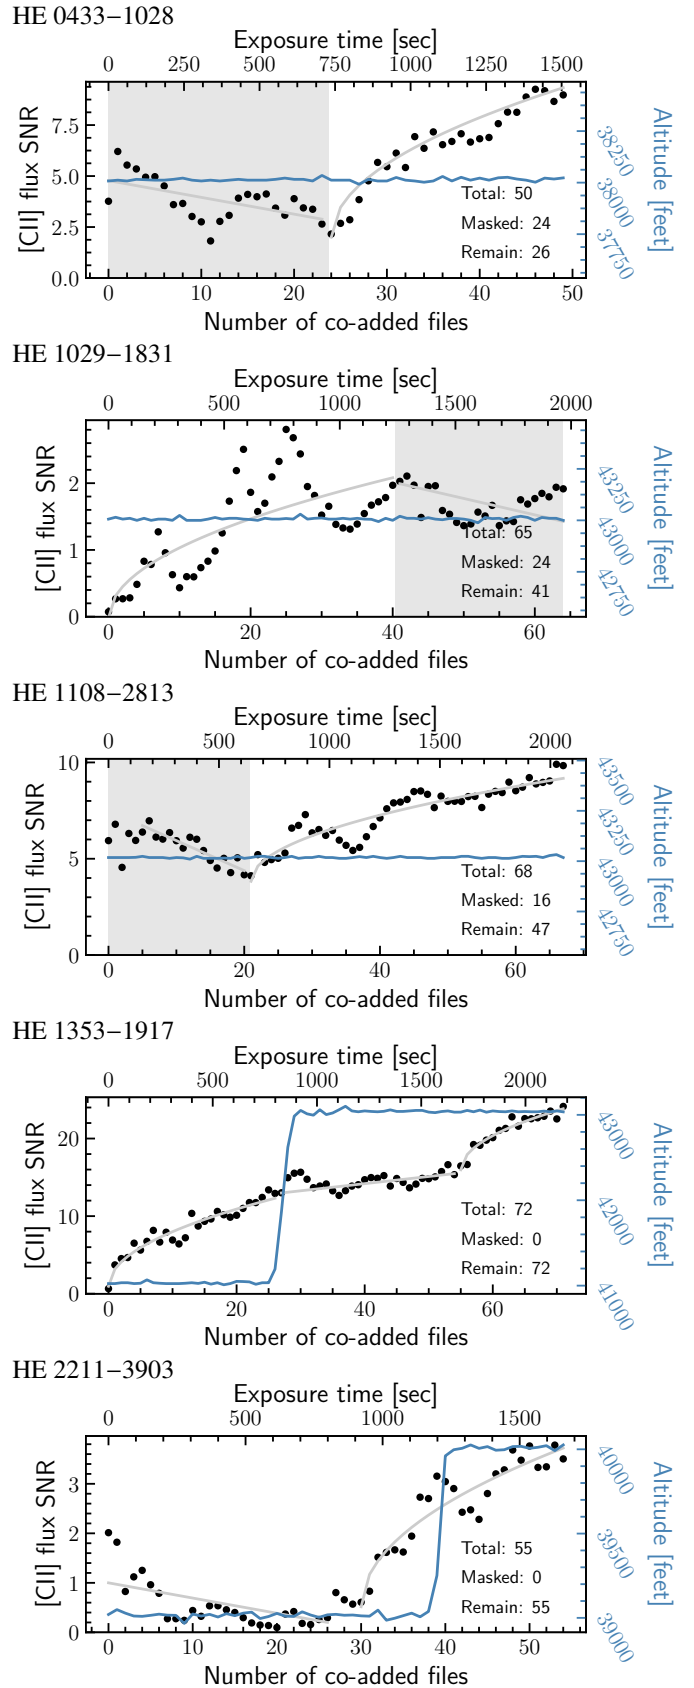 HE 0433−1028
Exposure time [sec]
0 250 500 750 1000 1250 1500
[CII] flux SNR
7.5
5.0
2.5
0.0
Altitude [feet]
38250
38000
37750
Total: 50
Masked: 24
Remain: 26
0 10 20 30 40 50
Number of co-added files
HE 1029−1831
Exposure time [sec]
0 500 1000 1500 2000
[CII] flux SNR
2
1
0
Altitude [feet]
43250
43000
42750
Total: 65
Masked: 24
Remain: 41
0 20 40 60
Number of co-added files
HE 1108−2813
Exposure time [sec]
0 500 1000 1500 2000
[CII] flux SNR
10
5
0
Altitude [feet]
43500
43250
43000
42750
Total: 68
Masked: 16
Remain: 47
0 20 40 60
Number of co-added files
HE 1353−1917
Exposure time [sec]
0 500 1000 1500 2000
[CII] flux SNR
20
10
0
Altitude [feet]
43000
42000
41000
Total: 72
Masked: 0
Remain: 72
0 20 40 60
Number of co-added files
HE 2211−3903
Exposure time [sec]
0 500 1000 1500
[CII] flux SNR
3
2
1
0
Altitude [feet]
40000
39500
39000
Total: 55
Masked: 0
Remain: 55
0 10 20 30 40 50
Number of co-added files